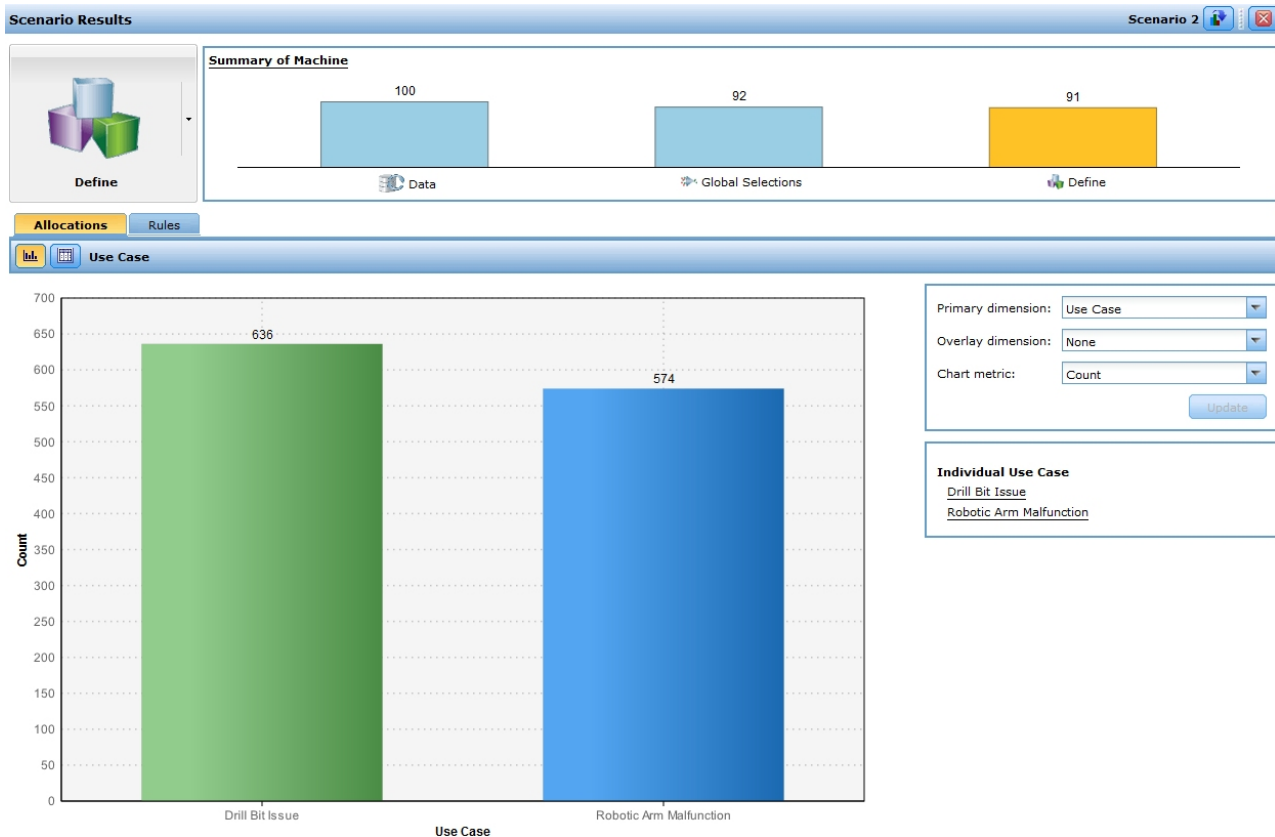 Scenario Results
Scenario 2
Define
Summary of Machine
100
92
91
Data
Global Selections
Define
Allocations
Rules
Use Case
700
650
600
550
500
450
400
350
300
250
200
150
100
50
0
Count
636
574
Drill Bit Issue
Robotic Arm Malfunction
Use Case
Primary dimension: Use Case
Overlay dimension: None
Chart metric: Count
Update
Individual Use Case
Drill Bit Issue
Robotic Arm Malfunction